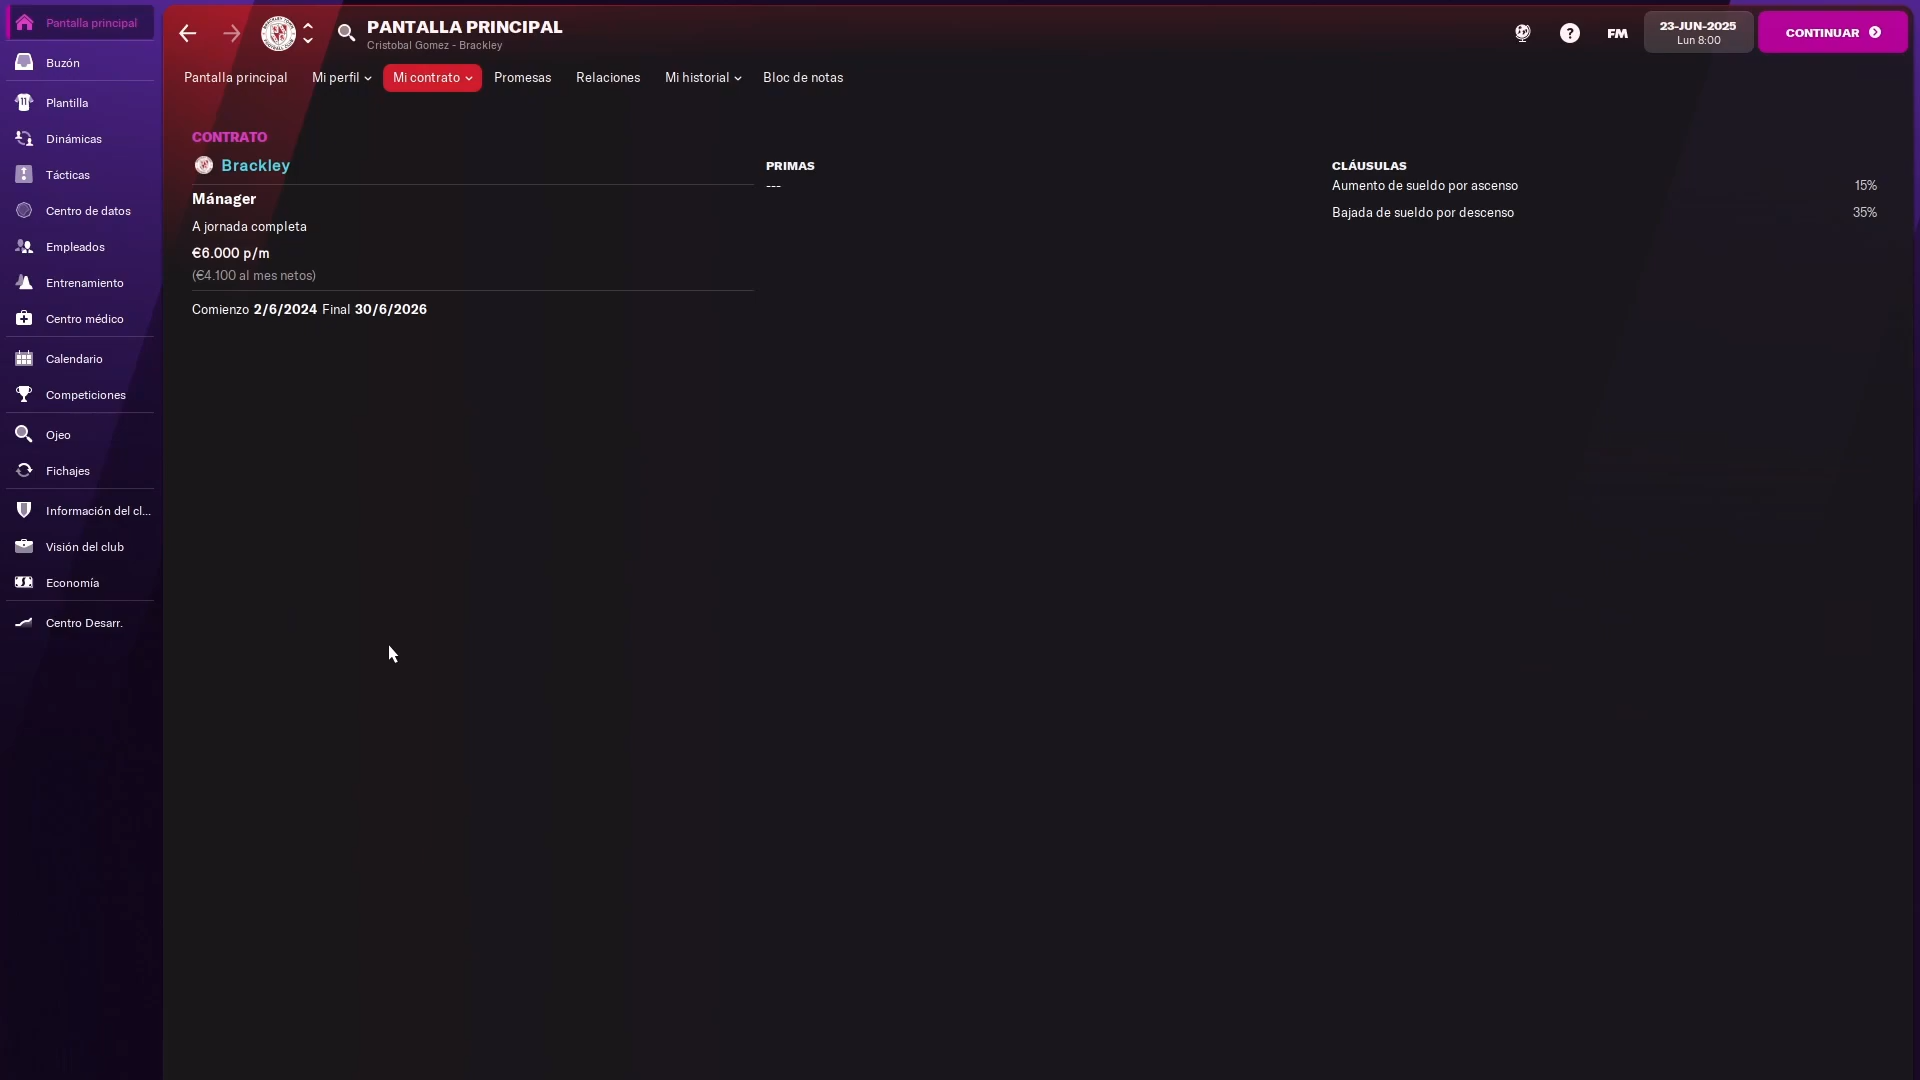 Pantalla principal
Buzón
Plantilla
Dinámicas
Tácticas
Centro de datos
Empleados
Entrenamiento
Centro médico
Calendario
Competiciones
Ojeo
Fichajes
Información del cl...
Visión del club
Economía
Centro Desarr.
PANTALLA PRINCIPAL
Cristobal Gomez - Brackley
FM
23-JUN-2025
Lun 8:00
CONTINUAR
Pantalla principal Mi perfil Mi contrato Promesas Relaciones Mi historial Bloc de notas
CONTRATO
Brackley
Mánager
A jornada completa
€6.000 p/m
(€4.100 al mes netos)
Comienzo 2/6/2024 Final 30/6/2026
PRIMAS
---
CLÁUSULAS
Aumento de sueldo por ascenso 15%
Bajada de sueldo por descenso 35%